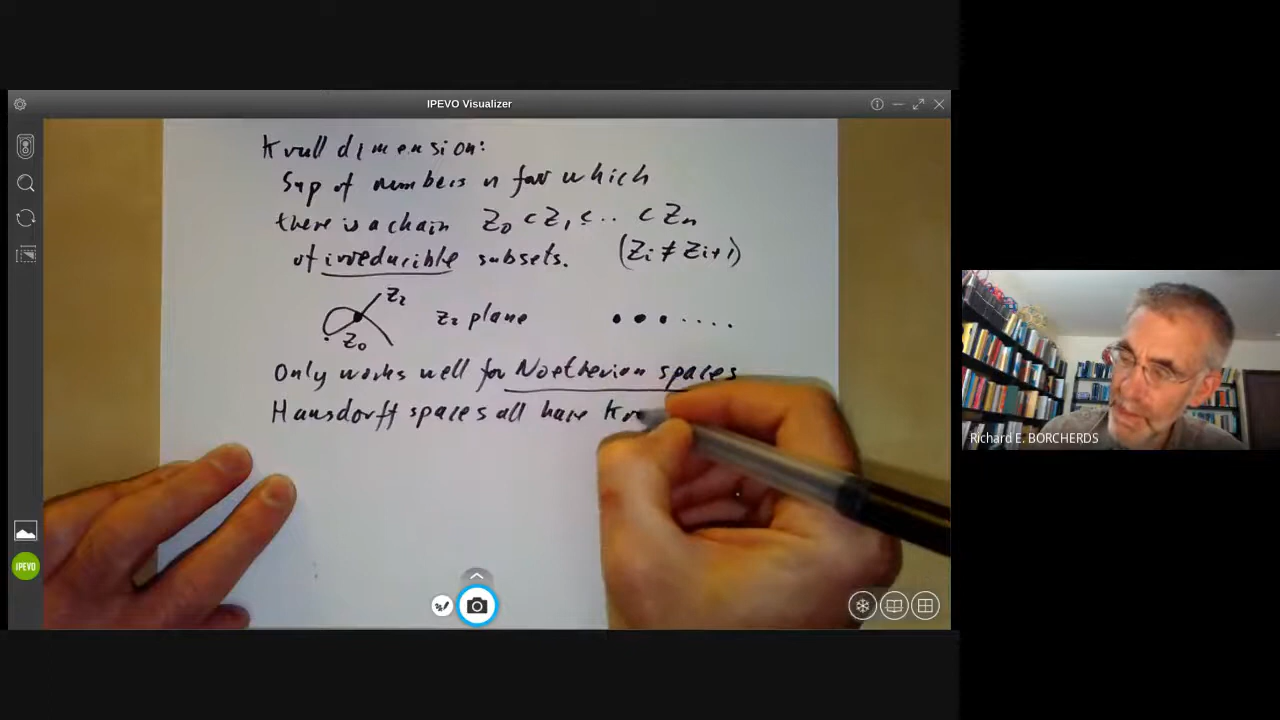 IPEVO Visualizer
Krull dimension:
Sup of numbers n for which
there is a chain Z₀ ⊂ Z₁ ⊂ ·· ⊂ Zₙ
of irreducible subsets. (Zᵢ ≠ Zᵢ₊₁)
Z₂
Z₀
Z₂ plane
Only works well for Noetherian spaces
Hausdorff spaces all have Kr
Richard E. BORCHERDS
IPEVO